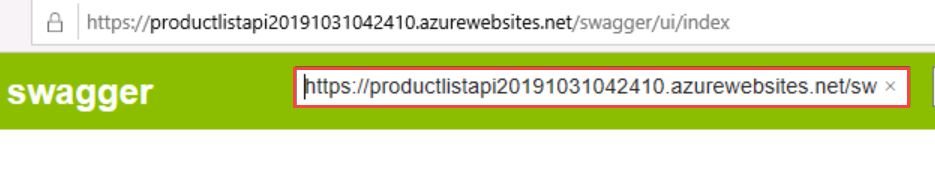 https://productlistapi20191031042410.azurewebsites.net/swagger/ui/index
swagger
https://productlistapi20191031042410.azurewebsites.net/sw ×